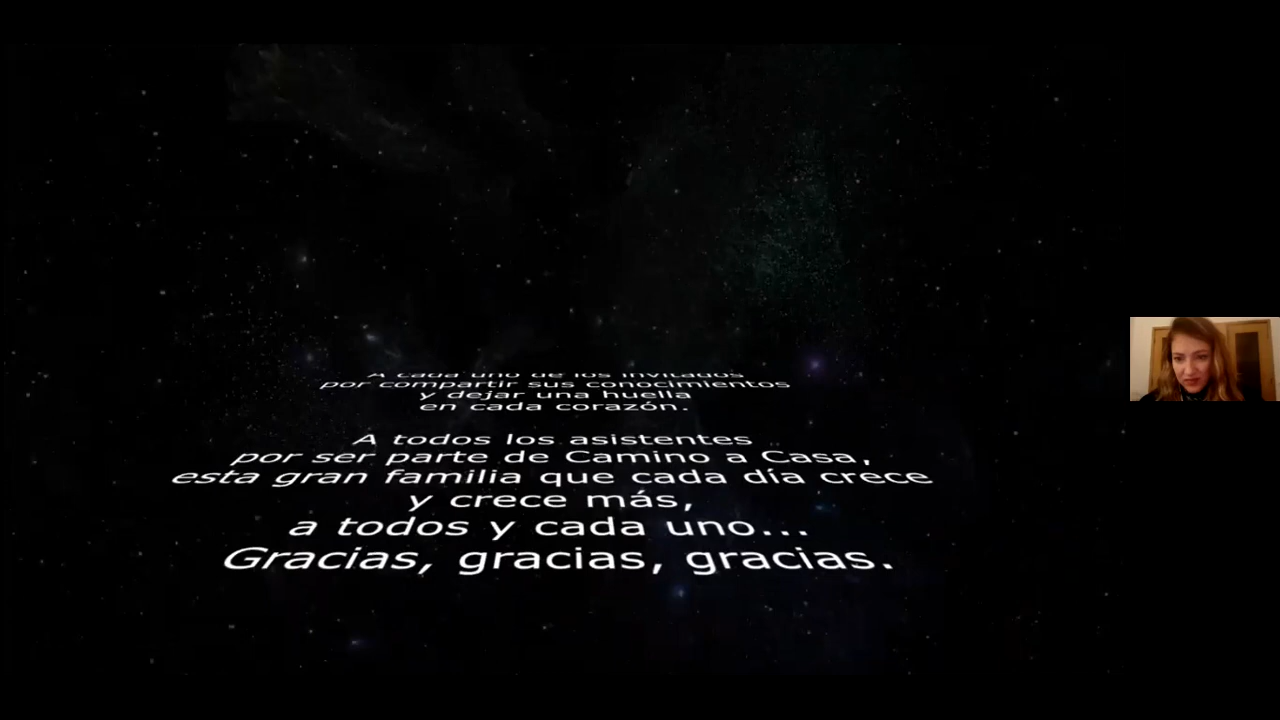 A cada uno de los invitados
por compartir sus conocimientos
y dejar una huella
en cada corazón.
A todos los asistentes
por ser parte de Camino a Casa,
esta gran familia que cada día crece
y crece más,
a todos y cada uno...
Gracias, gracias, gracias.